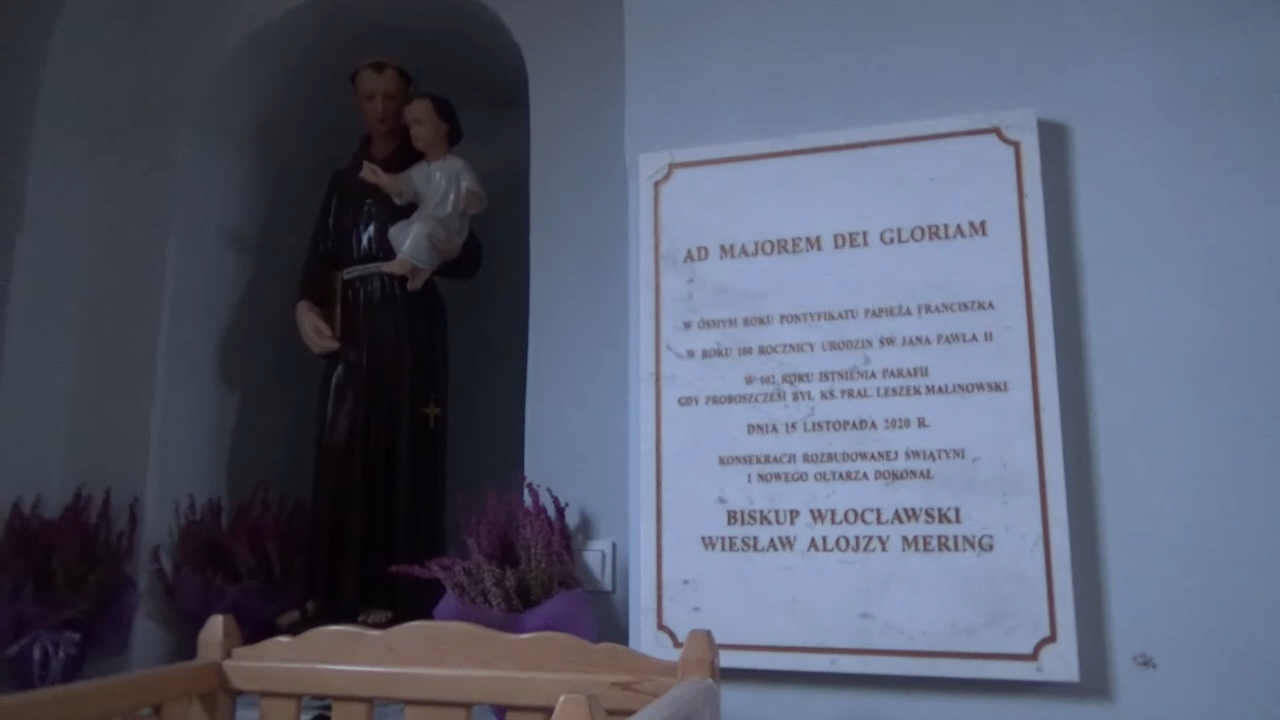 AD MAJOREM DEI GLORIAM
W ÓSMYM ROKU PONTYFIKATU PAPIEŻA FRANCISZKA
W ROKU 100 ROCZNICY URODZIN ŚW. JANA PAWŁA II
W 602 ROKU ISTNIENIA PARAFII
GDY PROBOSZCZEM BYŁ KS. PRAŁ. LESZEK MALINOWSKI
DNIA 15 LISTOPADA 2020 R.
KONSEKRACJI ROZBUDOWANEJ ŚWIĄTYNI
I NOWEGO OŁTARZA DOKONAŁ
BISKUP WŁOCŁAWSKI
WIESŁAW ALOJZY MERING